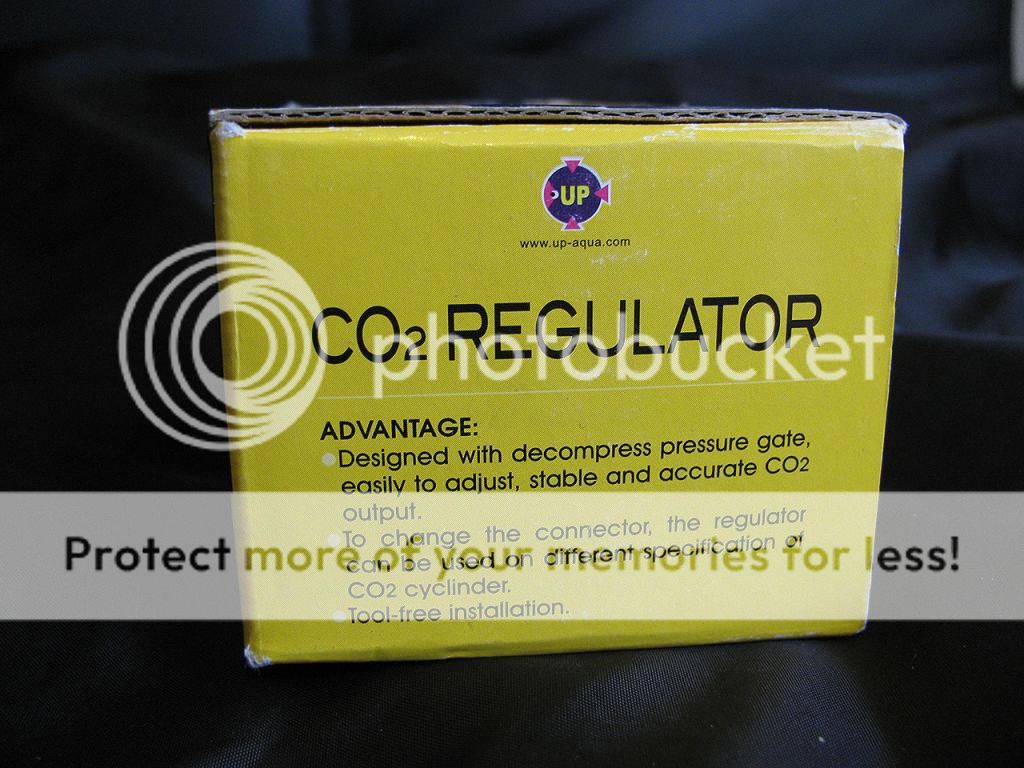 UP
www.up-aqua.com
CO2 REGULATOR
photobucket
ADVANTAGE:
•Designed with decompress pressure gate,
easily to adjust, stable and accurate CO2
output.
•To change the connector, the regulator
can be used on different specification of
Protect more of your memories for less!
CO2 cyclinder.
•Tool-free installation.